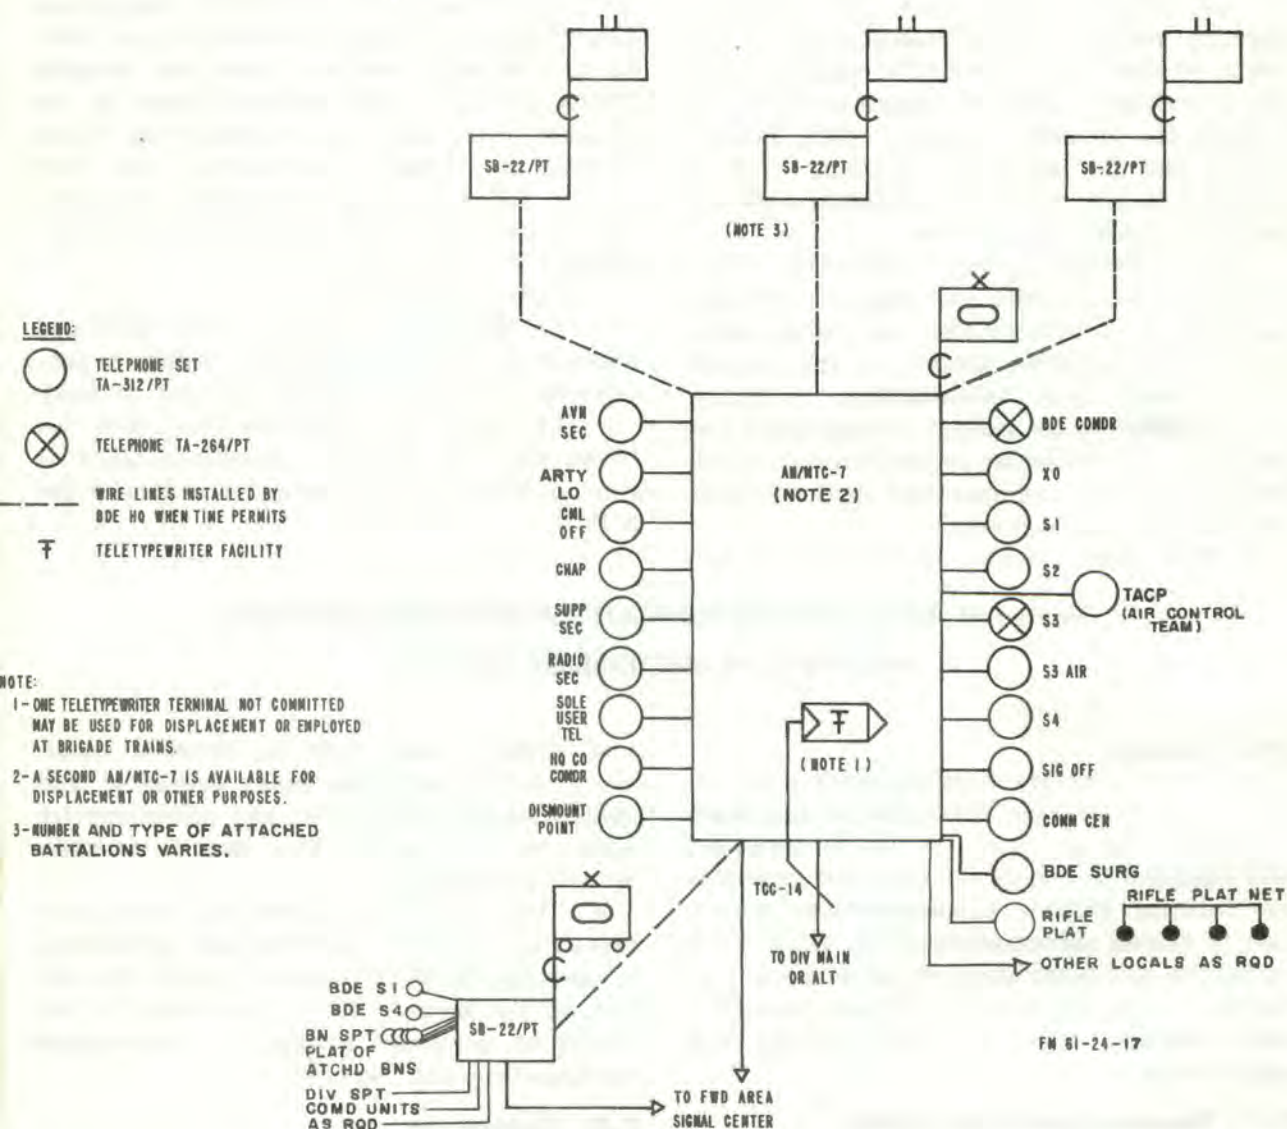 SB-22/PT
SB-22/PT
SB-22/PT
(NOTE 3)
LEGEND:
TELEPHONE SET
TA-312/PT
TELEPHONE TA-264/PT
WIRE LINES INSTALLED BY
BDE HQ WHEN TIME PERMITS
TELETYPEWRITER FACILITY
NOTE:
1-ONE TELETYPEWRITER TERMINAL NOT COMMITTED
MAY BE USED FOR DISPLACEMENT OR EMPLOYED
AT BRIGADE TRAINS.
2-A SECOND AN/MTC-7 IS AVAILABLE FOR
DISPLACEMENT OR OTHER PURPOSES.
3-NUMBER AND TYPE OF ATTACHED
BATTALIONS VARIES.
AVN
SEC
ARTY
LO
CML
OFF
CHAP
SUPP
SEC
RADIO
SEC
SOLE
USER
TEL
HQ CO
COMDR
DISMOUNT
POINT
AN/MTC-7
(NOTE 2)
(NOTE 1)
BDE COMDR
XO
S1
S2
TACP
(AIR CONTROL
TEAM)
S3
S3 AIR
S4
SIG OFF
COMM CEN
BDE SURG
RIFLE
PLAT
RIFLE PLAT NET
OTHER LOCALS AS RQD
TCC-14
TO DIV MAIN
OR ALT
BDE S1
BDE S4
BN SPT
PLAT OF
ATCHD BNS
SB-22/PT
DIV SPT
COMD UNITS
AS RQD
TO FWD AREA
SIGNAL CENTER
FM 61-24-17